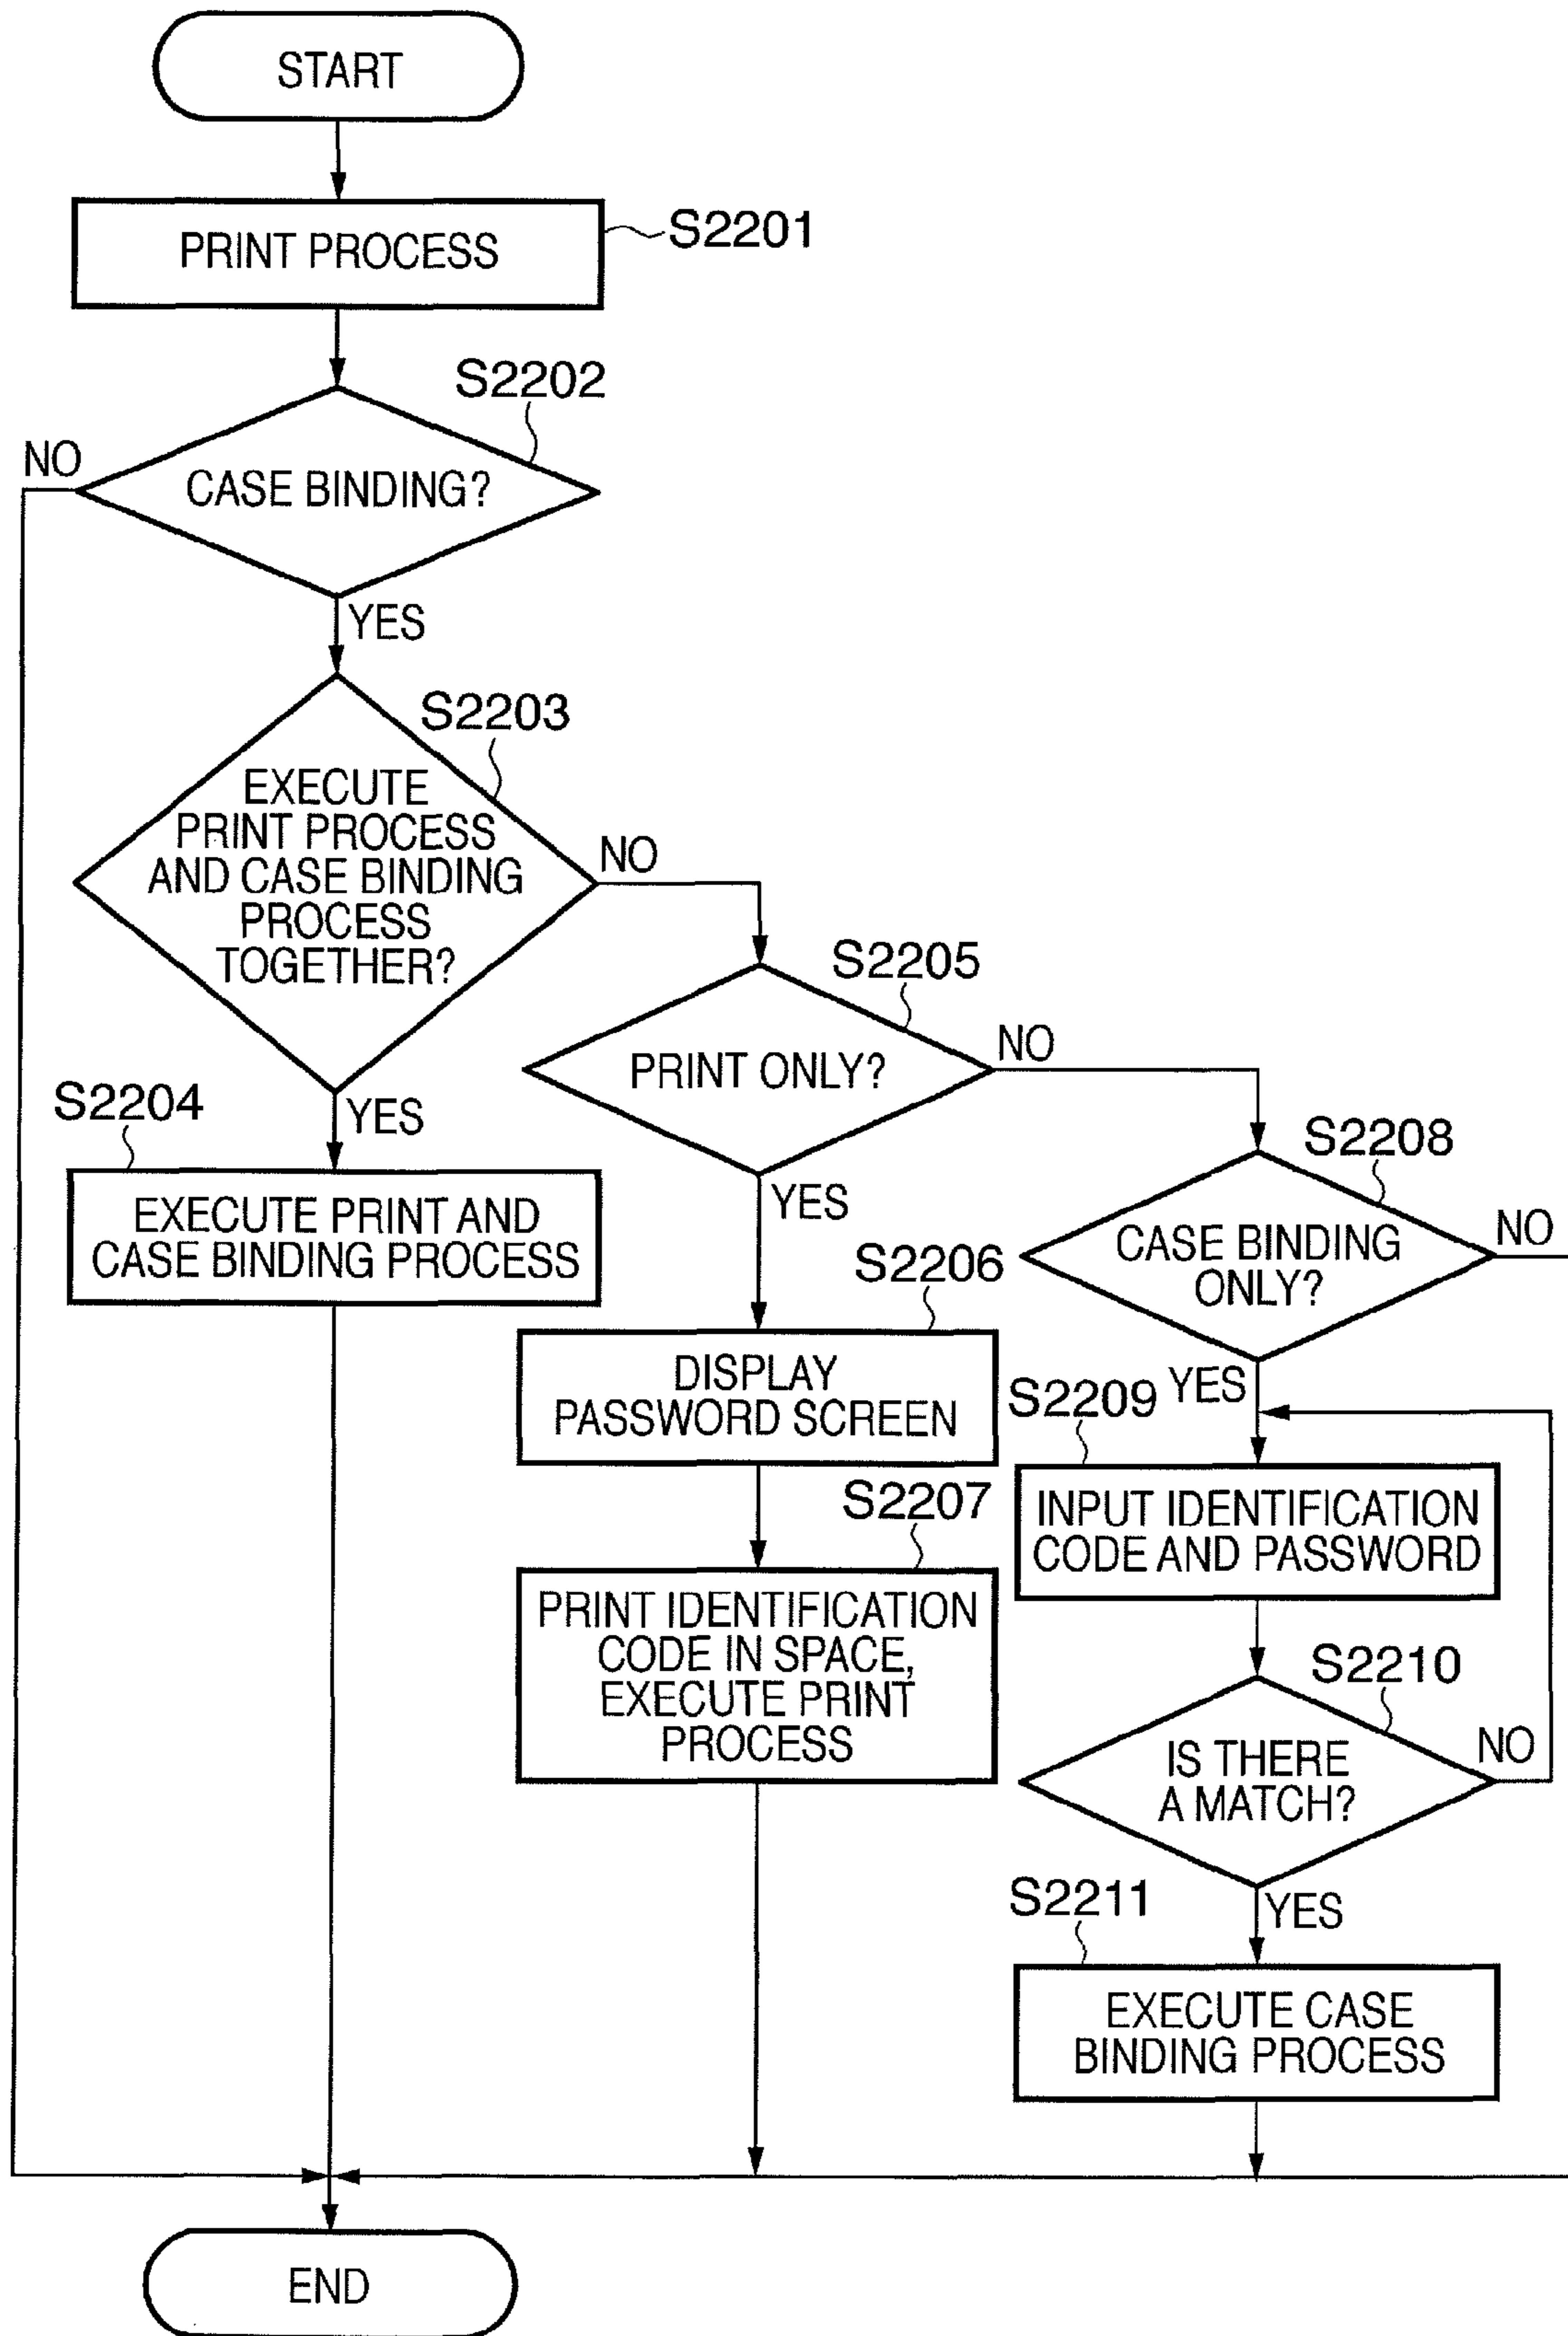 START
PRINT PROCESS
S2201
S2202
NO
CASE BINDING?
YES
S2203
EXECUTE
PRINT PROCESS
AND CASE BINDING
PROCESS
TOGETHER?
NO
YES
S2204
EXECUTE PRINT AND
CASE BINDING PROCESS
S2205
PRINT ONLY?
NO
YES
S2206
DISPLAY
PASSWORD SCREEN
S2207
PRINT IDENTIFICATION
CODE IN SPACE,
EXECUTE PRINT
PROCESS
S2208
CASE BINDING
ONLY?
NO
YES
S2209
INPUT IDENTIFICATION
CODE AND PASSWORD
S2210
IS THERE
A MATCH?
NO
YES
S2211
EXECUTE CASE
BINDING PROCESS
END